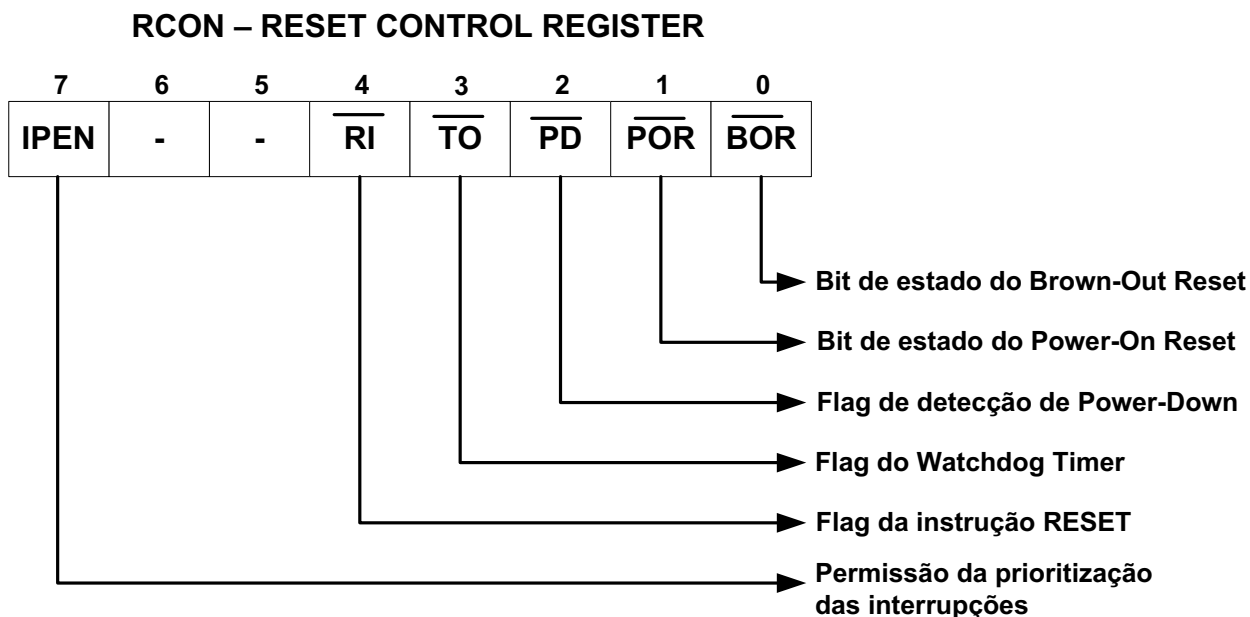 RCON – RESET CONTROL REGISTER
7 6 5 4 3 2 1 0
IPEN - - RI TO PD POR BOR
Bit de estado do Brown-Out Reset
Bit de estado do Power-On Reset
Flag de detecção de Power-Down
Flag do Watchdog Timer
Flag da instrução RESET
Permissão da prioritização
das interrupções